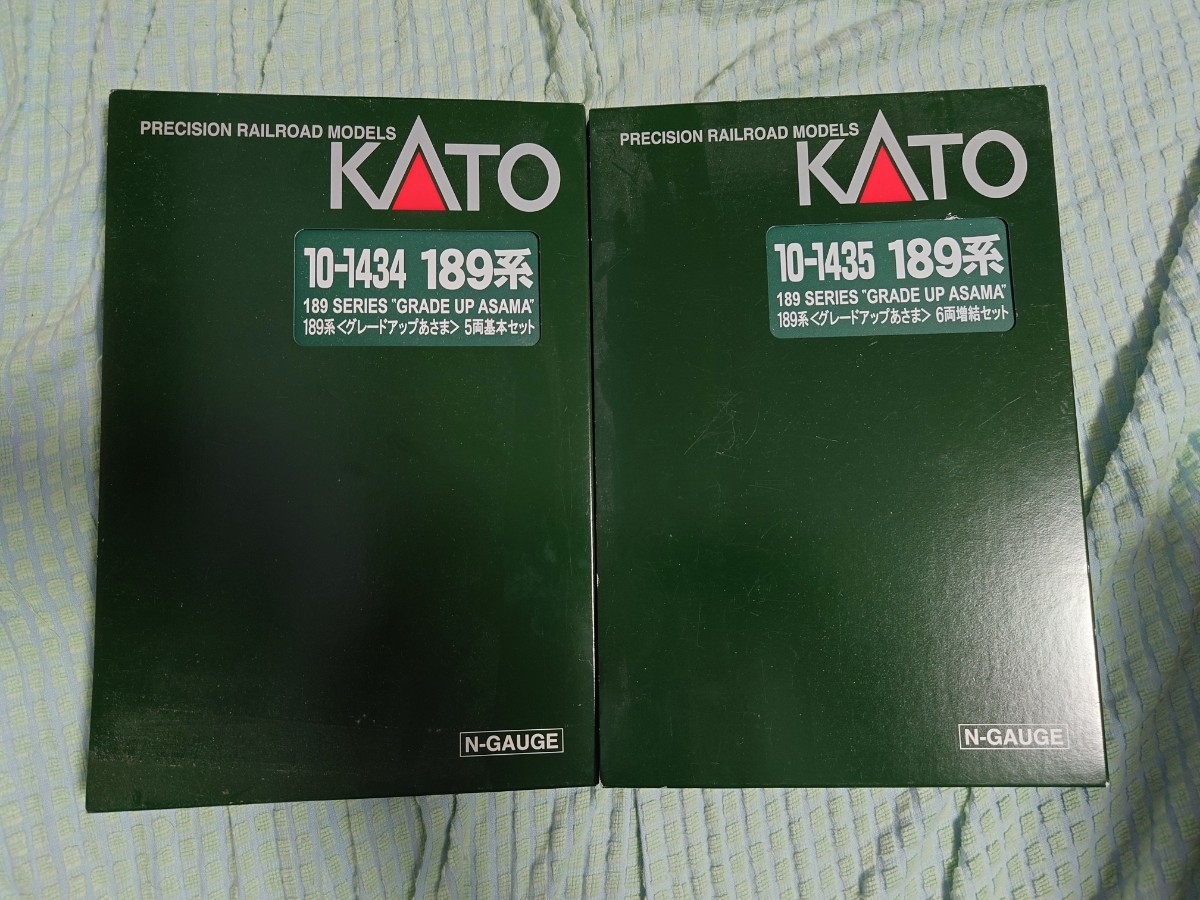 PRECISION RAILROAD MODELS
KATO
10-1434 189系
189 SERIES "GRADE UP ASAMA"
189系<グレードアップあさま> 5両基本セット
N-GAUGE
PRECISION RAILROAD MODELS
KATO
10-1435 189系
189 SERIES "GRADE UP ASAMA"
189系<グレードアップあさま> 6両増結セット
N-GAUGE